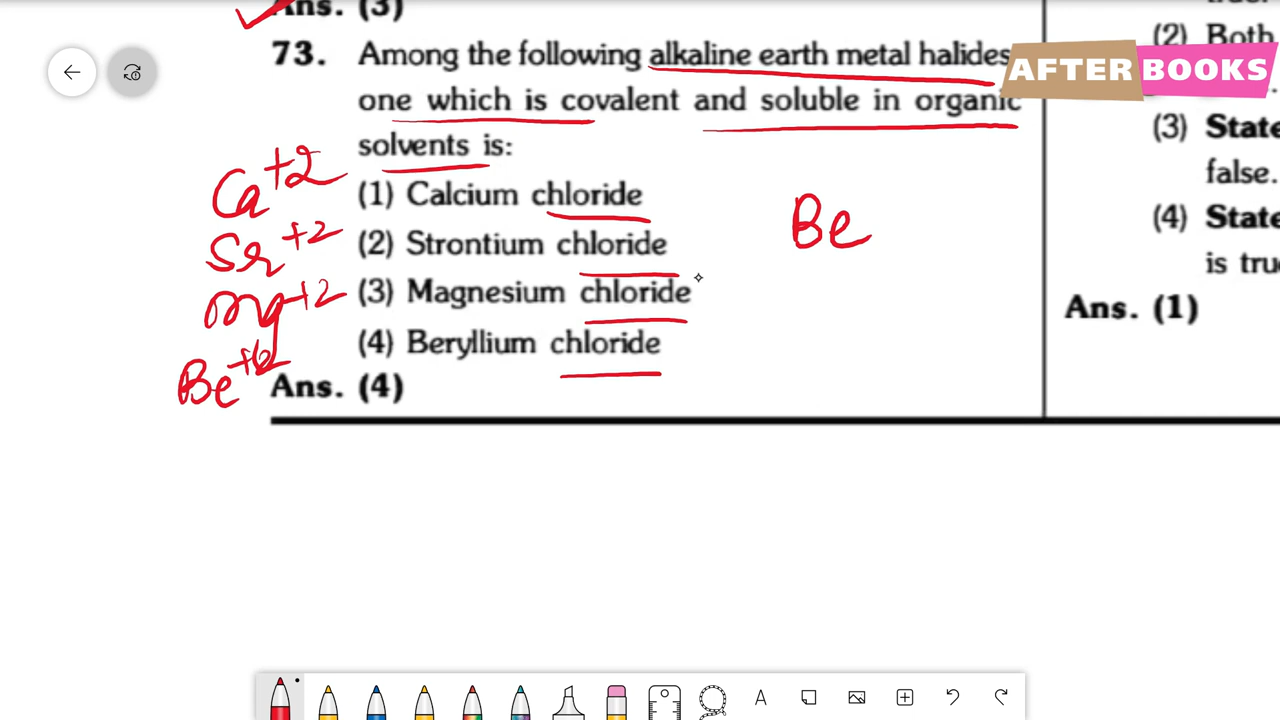 Ans. (3)
73. Among the following alkaline earth metal halides,
one which is covalent and soluble in organic
solvents is:
(1) Calcium chloride
(2) Strontium chloride
(3) Magnesium chloride
(4) Beryllium chloride
Ans. (4)
Ca +2
Sr +2
Mg +2
Be +2
Be
(2) Both
AFTER BOOKS
(3) State
false.
(4) State
is true
Ans. (1)
A